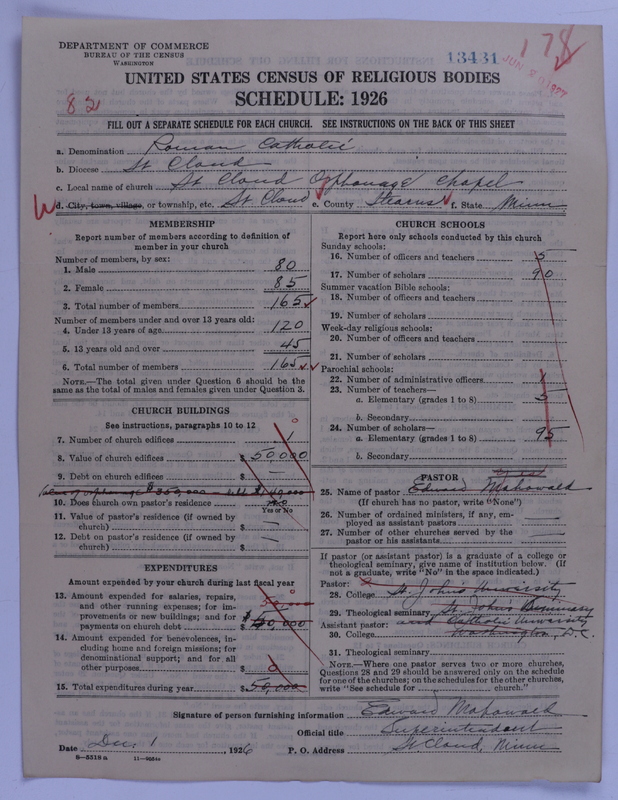 DEPARTMENT OF COMMERCE
BUREAU OF THE CENSUS
WASHINGTON
13431
178
JUN 20 1927
UNITED STATES CENSUS OF RELIGIOUS BODIES
82
SCHEDULE: 1926
FILL OUT A SEPARATE SCHEDULE FOR EACH CHURCH. SEE INSTRUCTIONS ON THE BACK OF THIS SHEET
a. Denomination Roman Catholic
b. Diocese St Cloud
c. Local name of church St Cloud Orphanage Chapel
d. City, town, village, or township, etc. St Cloud e. County Stearns f. State Minn
MEMBERSHIP
Report number of members according to definition of
member in your church
Number of members, by sex:
1. Male 80
2. Female 85
3. Total number of members 165
Number of members under and over 13 years old:
4. Under 13 years of age 120
5. 13 years old and over 45
6. Total number of members 165
NOTE.—The total given under Question 6 should be the
same as the total of males and females given under Question 3.
CHURCH BUILDINGS
See instructions, paragraphs 10 to 12
7. Number of church edifices 1
8. Value of church edifices $ 50,000
9. Debt on church edifices $ —
Value of orphanage $350,000
10. Does church own pastor's residence no
Yes or No
11. Value of pastor's residence (if owned by
church) $ —
12. Debt on pastor's residence (if owned by
church) $ —
EXPENDITURES
Amount expended by your church during last fiscal year
13. Amount expended for salaries, repairs,
and other running expenses; for im-
provements or new buildings; and for
payments on church debt $ 50,000
14. Amount expended for benevolences, in-
cluding home and foreign missions; for
denominational support; and for all
other purposes $ 0
15. Total expenditures during year $ 50,000
CHURCH SCHOOLS
Report here only schools conducted by this church
Sunday schools:
16. Number of officers and teachers 5
17. Number of scholars 90
Summer vacation Bible schools:
18. Number of officers and teachers
19. Number of scholars
Week-day religious schools:
20. Number of officers and teachers
21. Number of scholars
Parochial schools:
22. Number of administrative officers 1
23. Number of teachers—
a. Elementary (grades 1 to 8) 5
b. Secondary
24. Number of scholars—
a. Elementary (grades 1 to 8) 95
b. Secondary
PASTOR
25. Name of pastor Edward Mahowald
(If church has no pastor, write "None")
26. Number of ordained ministers, if any, em-
ployed as assistant pastors —
27. Number of other churches served by the
pastor or his assistants —
If pastor (or assistant pastor) is a graduate of a college or
theological seminary, give name of institution below. (If
not a graduate, write "No" in the space indicated.)
Pastor: 2
28. College St. John's University
29. Theological seminary St. John's Seminary
Assistant pastor: and Catholic University
30. College Washington, D.C.
31. Theological seminary
NOTE.—Where one pastor serves two or more churches,
Questions 28 and 29 should be answered only on the schedule
for one of the churches; on the schedules for the other churches,
write "See schedule for church."
Signature of person furnishing information Edward Mahowald
Official title Superintendent
Date Dec. 1 1926 P. O. Address St. Cloud, Minn
8—5318 a